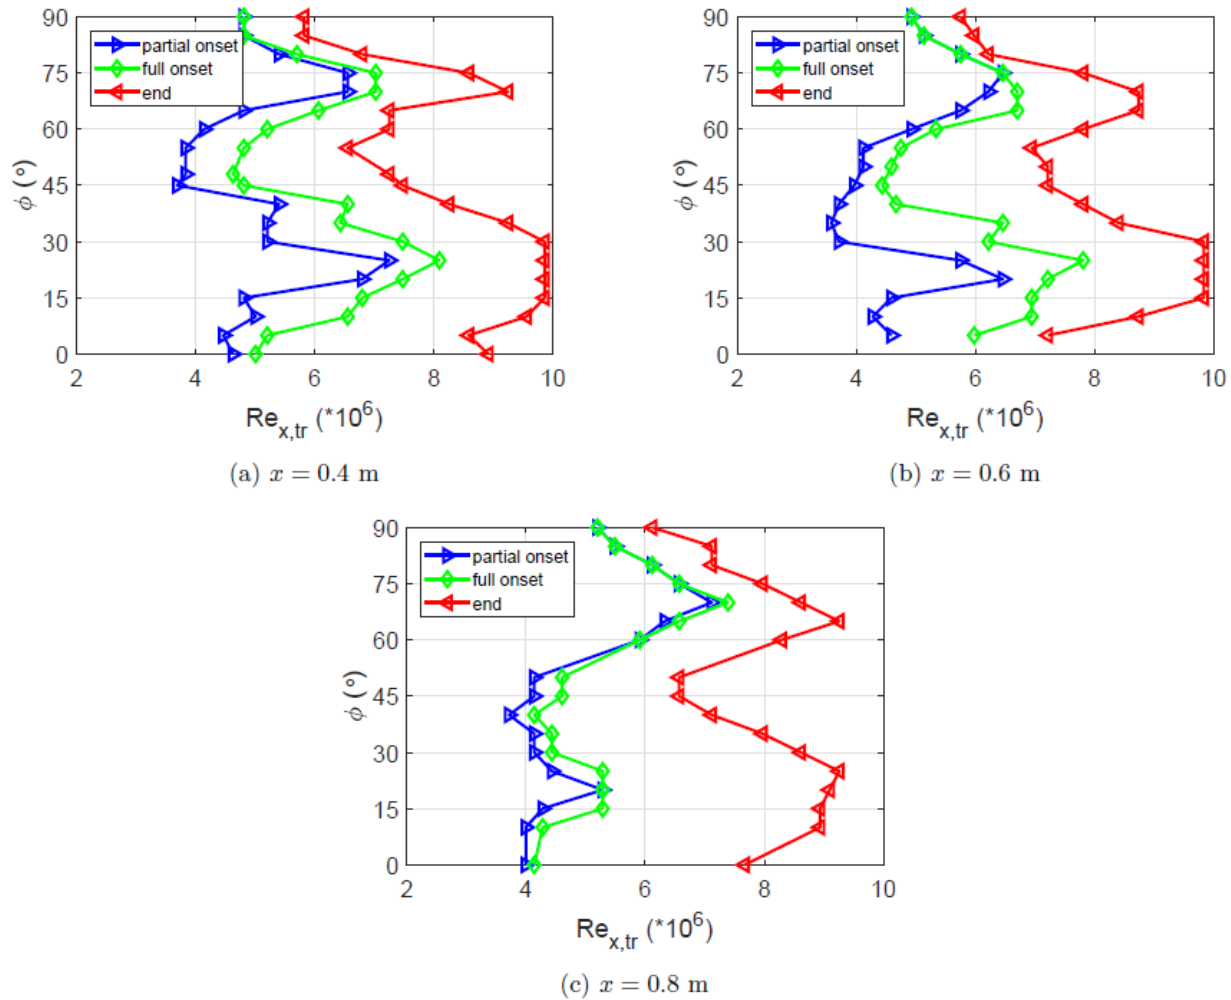 90
75
60
45
30
15
0
ϕ (°)
partial onset
full onset
end
2 4 6 8 10
Re_{x,tr} (*10^6)
(a) x = 0.4 m
90
75
60
45
30
15
0
ϕ (°)
partial onset
full onset
end
2 4 6 8 10
Re_{x,tr} (*10^6)
(b) x = 0.6 m
90
75
60
45
30
15
0
ϕ (°)
partial onset
full onset
end
2 4 6 8 10
Re_{x,tr} (*10^6)
(c) x = 0.8 m